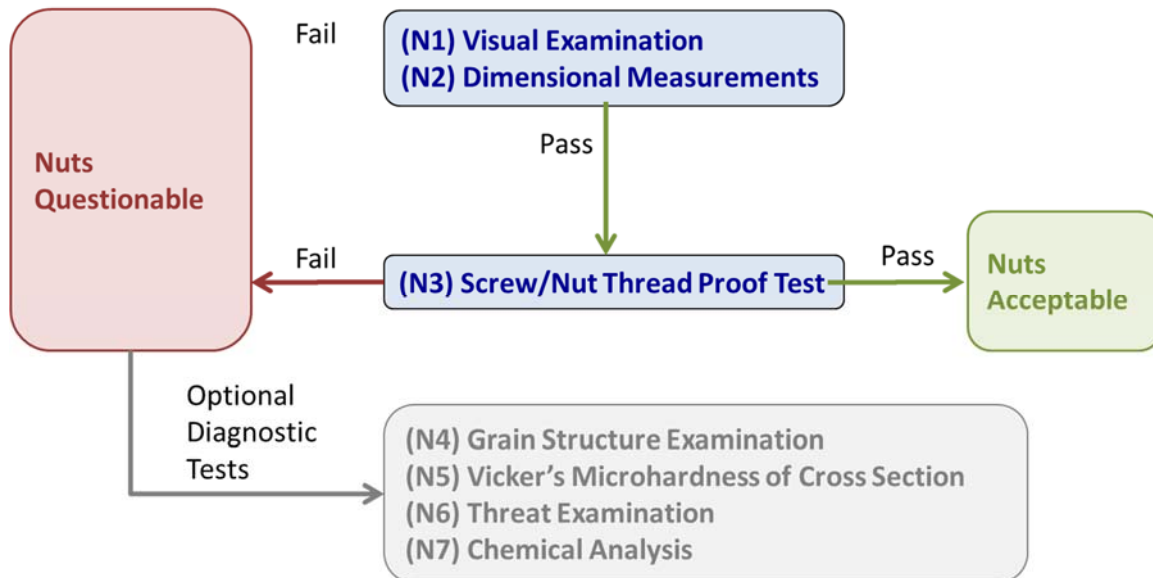 Fail
(N1) Visual Examination
(N2) Dimensional Measurements
Pass
Nuts
Questionable
Fail
(N3) Screw/Nut Thread Proof Test
Pass
Nuts
Acceptable
Optional
Diagnostic
Tests
(N4) Grain Structure Examination
(N5) Vicker’s Microhardness of Cross Section
(N6) Threat Examination
(N7) Chemical Analysis